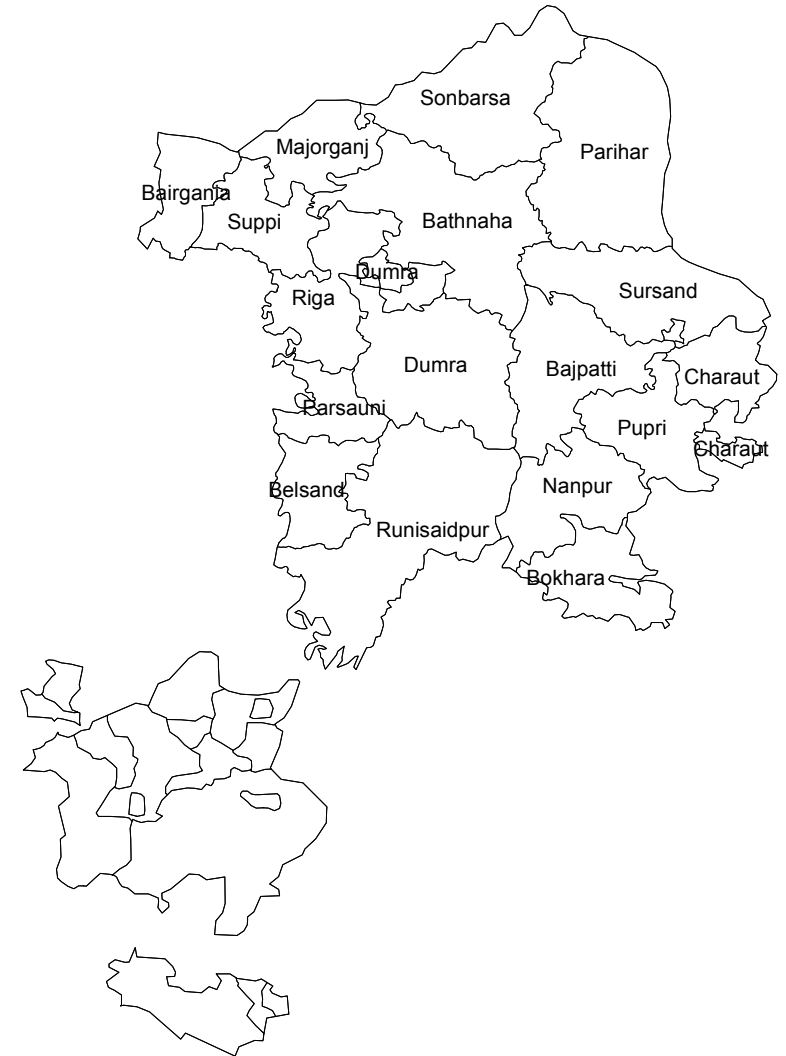 Sonbarsa
Majorganj
Parihar
Bairgania
Suppi
Bathnaha
Dumra
Riga
Sursand
Dumra
Bajpatti
Charaut
Parsauni
Pupri
Charaut
Belsand
Nanpur
Runisaidpur
Bokhara